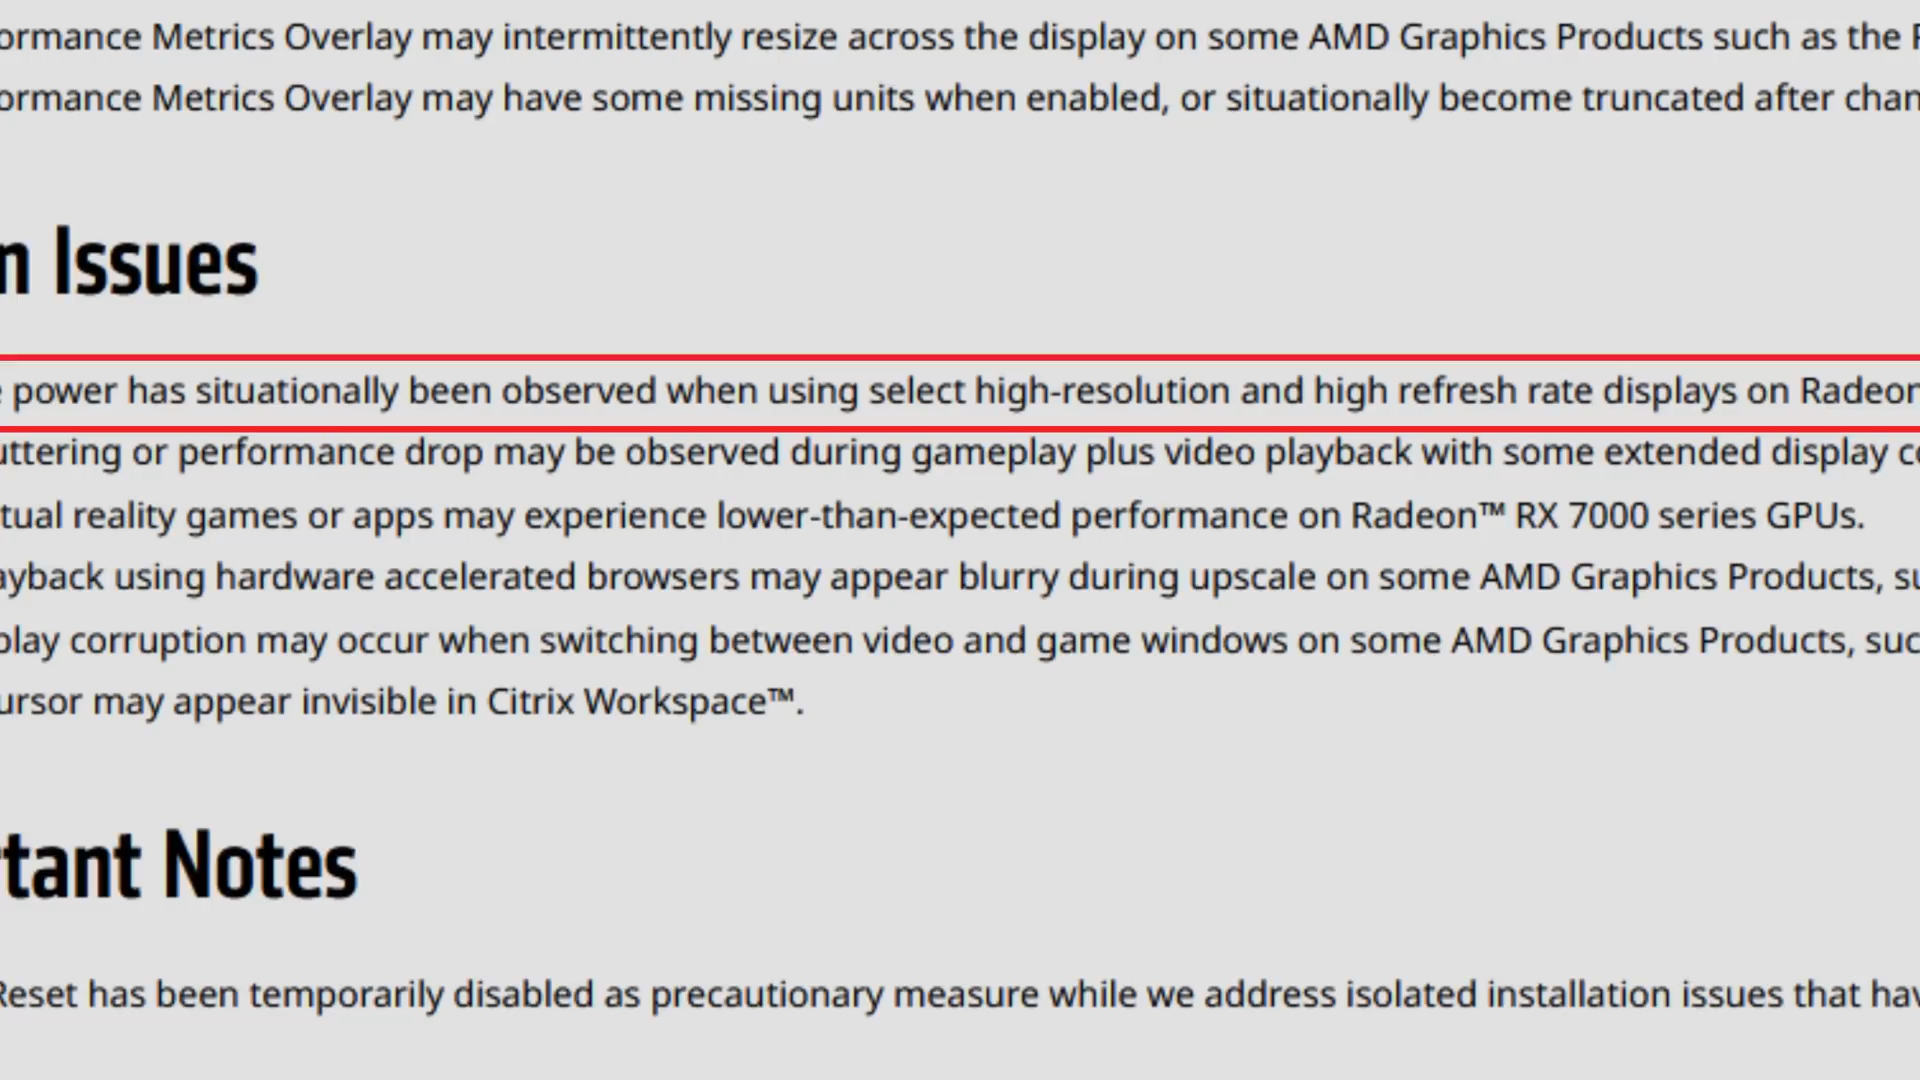 ormance Metrics Overlay may intermittently resize across the display on some AMD Graphics Products such as the
ormance Metrics Overlay may have some missing units when enabled, or situationally become truncated after chan
n Issues
e power has situationally been observed when using select high-resolution and high refresh rate displays on Radeon
uttering or performance drop may be observed during gameplay plus video playback with some extended display co
tual reality games or apps may experience lower-than-expected performance on Radeon™ RX 7000 series GPUs.
ayback using hardware accelerated browsers may appear blurry during upscale on some AMD Graphics Products, su
play corruption may occur when switching between video and game windows on some AMD Graphics Products, suc
ursor may appear invisible in Citrix Workspace™.
rtant Notes
Reset has been temporarily disabled as precautionary measure while we address isolated installation issues that hav